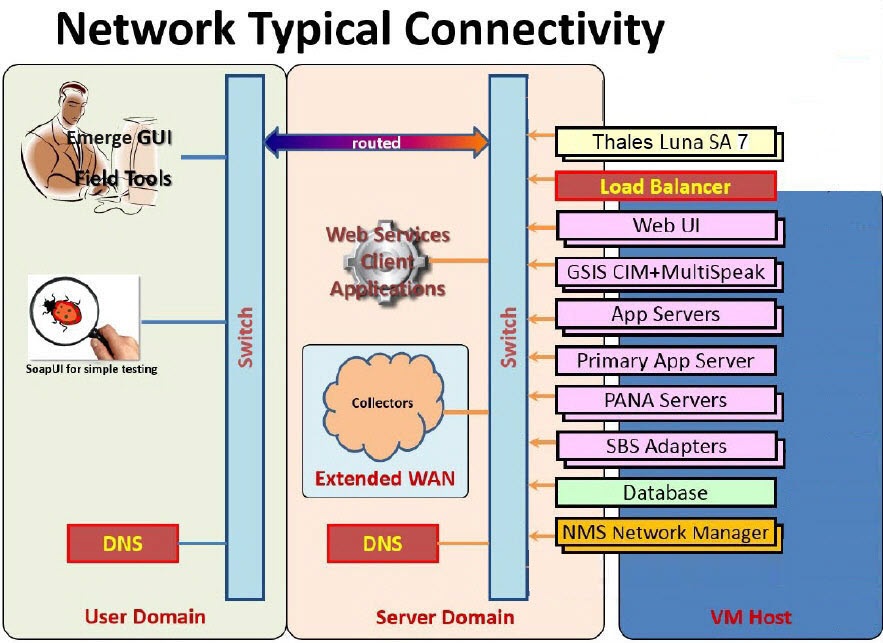 Network Typical Connectivity
Emerge GUI
Field Tools
SoapUI for simple testing
DNS
User Domain
Switch
routed
Web Services
Client
Applications
Collectors
Extended WAN
DNS
Server Domain
Switch
Thales Luna SA 7
Load Balancer
Web UI
GSIS CIM+MultiSpeak
App Servers
Primary App Server
PANA Servers
SBS Adapters
Database
NMS Network Manager
VM Host